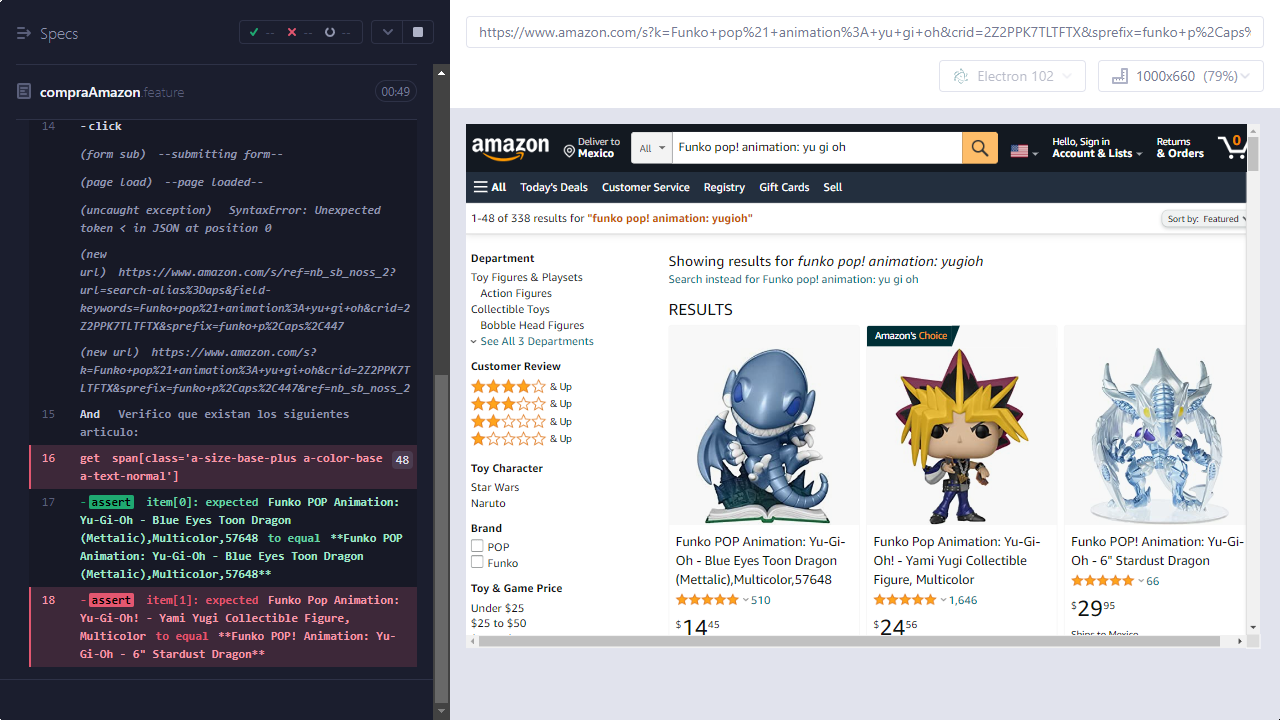 Specs
--
--
--
compraAmazon.feature
00:49
14 -click
(form sub) --submitting form--
(page load) --page loaded--
(uncaught exception) SyntaxError: Unexpected
token < in JSON at position 0
(new
url) https://www.amazon.com/s/ref=nb_sb_noss_2?
url=search-alias%3Daps&field-
keywords=Funko+pop%21+animation%3A+yu+gi+oh&crid=2
Z2PPK7TLTFTX&sprefix=funko+p%2Caps%2C447
(new url) https://www.amazon.com/s?
k=Funko+pop%21+animation%3A+yu+gi+oh&crid=2Z2PPK7T
LTFTX&sprefix=funko+p%2Caps%2C447&ref=nb_sb_noss_2
15 And Verifico que existan los siguientes
articulo:
16 get span[class='a-size-base-plus a-color-base
a-text-normal']
48
17 -assert item[0]: expected Funko POP Animation:
Yu-Gi-Oh - Blue Eyes Toon Dragon
(Mettalic),Multicolor,57648 to equal **Funko POP
Animation: Yu-Gi-Oh - Blue Eyes Toon Dragon
(Mettalic),Multicolor,57648**
18 -assert item[1]: expected Funko Pop Animation:
Yu-Gi-Oh! - Yami Yugi Collectible Figure,
Multicolor to equal **Funko POP! Animation: Yu-
Gi-Oh - 6" Stardust Dragon**
https://www.amazon.com/s?k=Funko+pop%21+animation%3A+yu+gi+oh&crid=2Z2PPK7TLTFTX&sprefix=funko+p%2Caps%
Electron 102
1000x660 (79%)
amazon
Deliver to
Mexico
All
Funko pop! animation: yu gi oh
Hello, Sign in
Account & Lists
Returns
& Orders
0
All Today's Deals Customer Service Registry Gift Cards Sell
1-48 of 338 results for "funko pop! animation: yugioh"
Sort by: Featured
Department
Toy Figures & Playsets
Action Figures
Collectible Toys
Bobble Head Figures
See All 3 Departments
Customer Review
& Up
& Up
& Up
& Up
Toy Character
Star Wars
Naruto
Brand
POP
Funko
Toy & Game Price
Under $25
$25 to $50
Showing results for funko pop! animation: yugioh
Search instead for Funko pop! animation: yu gi oh
RESULTS
Funko POP Animation: Yu-Gi-
Oh - Blue Eyes Toon Dragon
(Mettalic),Multicolor,57648
510
$14 45
Amazon's Choice
Funko Pop Animation: Yu-Gi-
Oh! - Yami Yugi Collectible
Figure, Multicolor
1,646
$24 56
Funko POP! Animation: Yu-Gi-
Oh - 6" Stardust Dragon
66
$29 95
Ships to Mexico